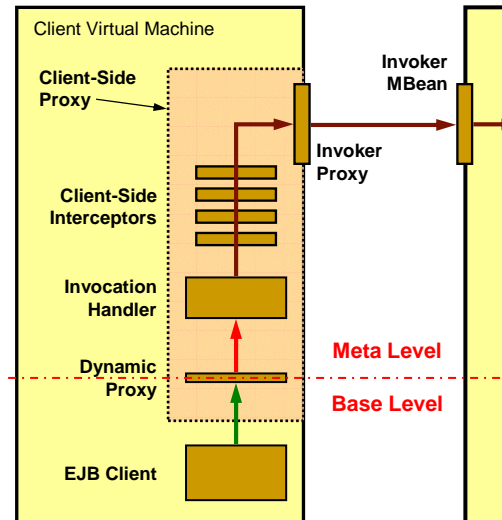 Client Virtual Machine
Client-Side
Proxy
Invoker
MBean
Invoker
Proxy
Client-Side
Interceptors
Invocation
Handler
Meta Level
Dynamic
Proxy
Base Level
EJB Client